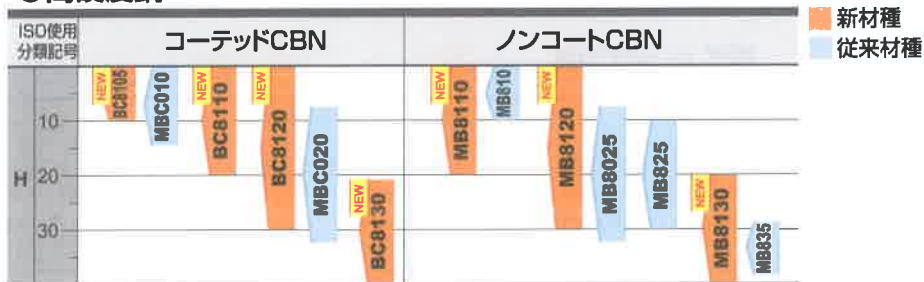 ISO使用
分類記号
コーテッドCBN
ノンコートCBN
新材種
従来材種
H
10
20
30
NEW
BC8105
MBC010
NEW
BC8110
NEW
BC8120
MBC020
NEW
BC8130
NEW
MB8110
MB810
NEW
MB8120
MB8025
MB825
NEW
MB8130
MB835